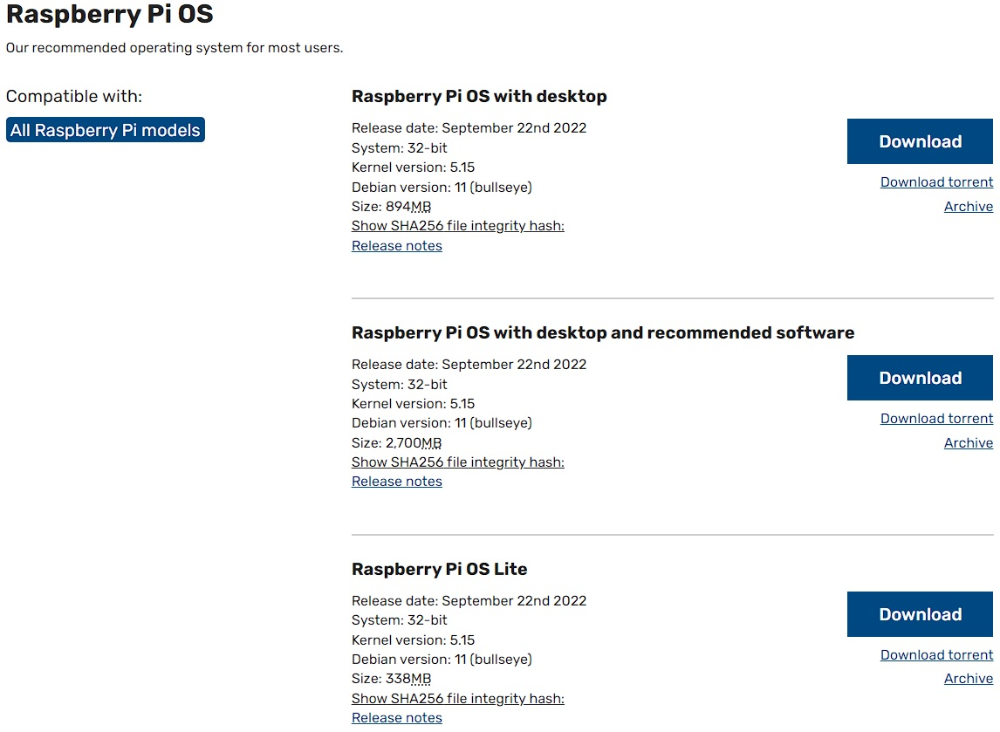 Raspberry Pi OS
Our recommended operating system for most users.
Compatible with:
All Raspberry Pi models
Raspberry Pi OS with desktop
Release date: September 22nd 2022
System: 32-bit
Kernel version: 5.15
Debian version: 11 (bullseye)
Size: 894MB
Show SHA256 file integrity hash:
Release notes
Download
Download torrent
Archive
Raspberry Pi OS with desktop and recommended software
Release date: September 22nd 2022
System: 32-bit
Kernel version: 5.15
Debian version: 11 (bullseye)
Size: 2,700MB
Show SHA256 file integrity hash:
Release notes
Download
Download torrent
Archive
Raspberry Pi OS Lite
Release date: September 22nd 2022
System: 32-bit
Kernel version: 5.15
Debian version: 11 (bullseye)
Size: 338MB
Show SHA256 file integrity hash:
Release notes
Download
Download torrent
Archive